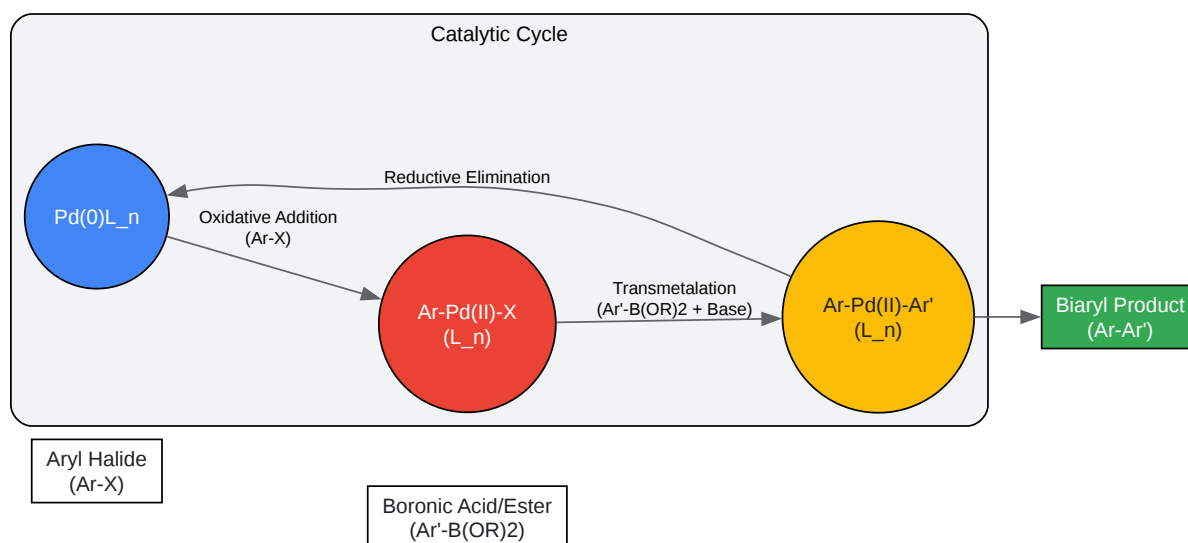 Catalytic Cycle
Reductive Elimination
Pd(0)L_n
Oxidative Addition
(Ar-X)
Ar-Pd(II)-X
(L_n)
Transmetalation
(Ar'-B(OR)2 + Base)
Ar-Pd(II)-Ar'
(L_n)
Biaryl Product
(Ar-Ar')
Aryl Halide
(Ar-X)
Boronic Acid/Ester
(Ar'-B(OR)2)